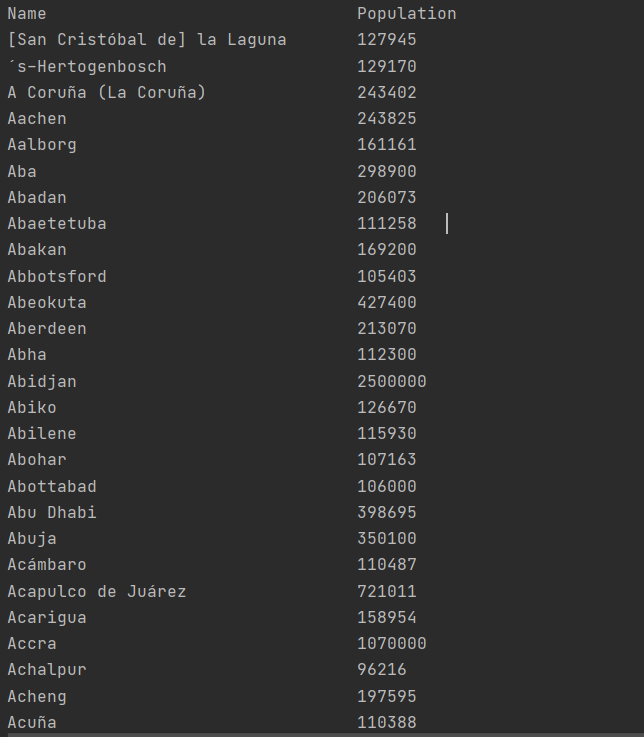 Name Population
[San Cristóbal de] la Laguna 127945
´s-Hertogenbosch 129170
A Coruña (La Coruña) 243402
Aachen 243825
Aalborg 161161
Aba 298900
Abadan 206073
Abaetetuba 111258
Abakan 169200
Abbotsford 105403
Abeokuta 427400
Aberdeen 213070
Abha 112300
Abidjan 2500000
Abiko 126670
Abilene 115930
Abohar 107163
Abottabad 106000
Abu Dhabi 398695
Abuja 350100
Acámbaro 110487
Acapulco de Juárez 721011
Acarigua 158954
Accra 1070000
Achalpur 96216
Acheng 197595
Acuña 110388